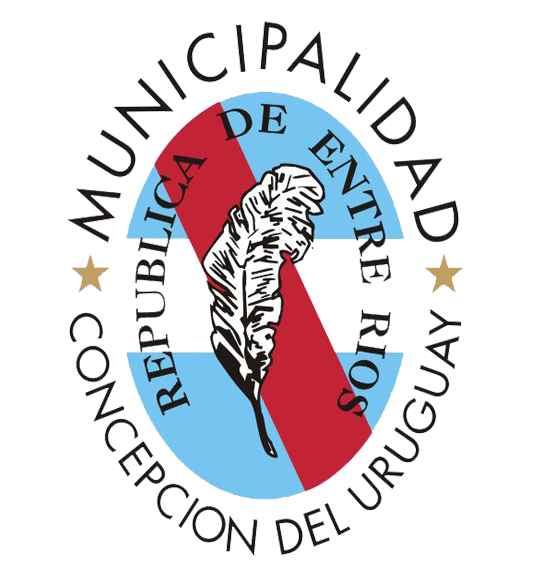 MUNICIPALIDAD
REPUBLICA DE ENTRE RIOS
CONCEPCION DEL URUGUAY